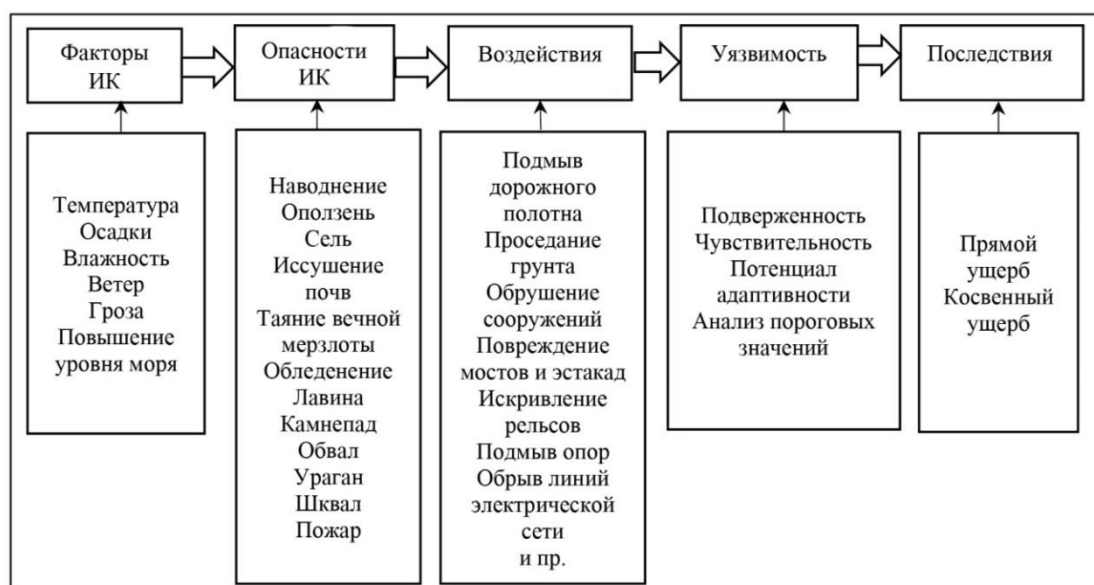 Факторы
ИК
Опасности
ИК
Воздействия
Уязвимость
Последствия
Температура
Осадки
Влажность
Ветер
Гроза
Повышение
уровня моря
Наводнение
Оползень
Сель
Иссушение
почв
Таяние вечной
мерзлоты
Обледенение
Лавина
Камнепад
Обвал
Ураган
Шквал
Пожар
Подмыв
дорожного
полотна
Проседание
грунта
Обрушение
сооружений
Повреждение
мостов и эстакад
Искривление
рельсов
Подмыв опор
Обрыв линий
электрической
сети
и пр.
Подверженность
Чувствительность
Потенциал
адаптивности
Анализ пороговых
значений
Прямой
ущерб
Косвенный
ущерб